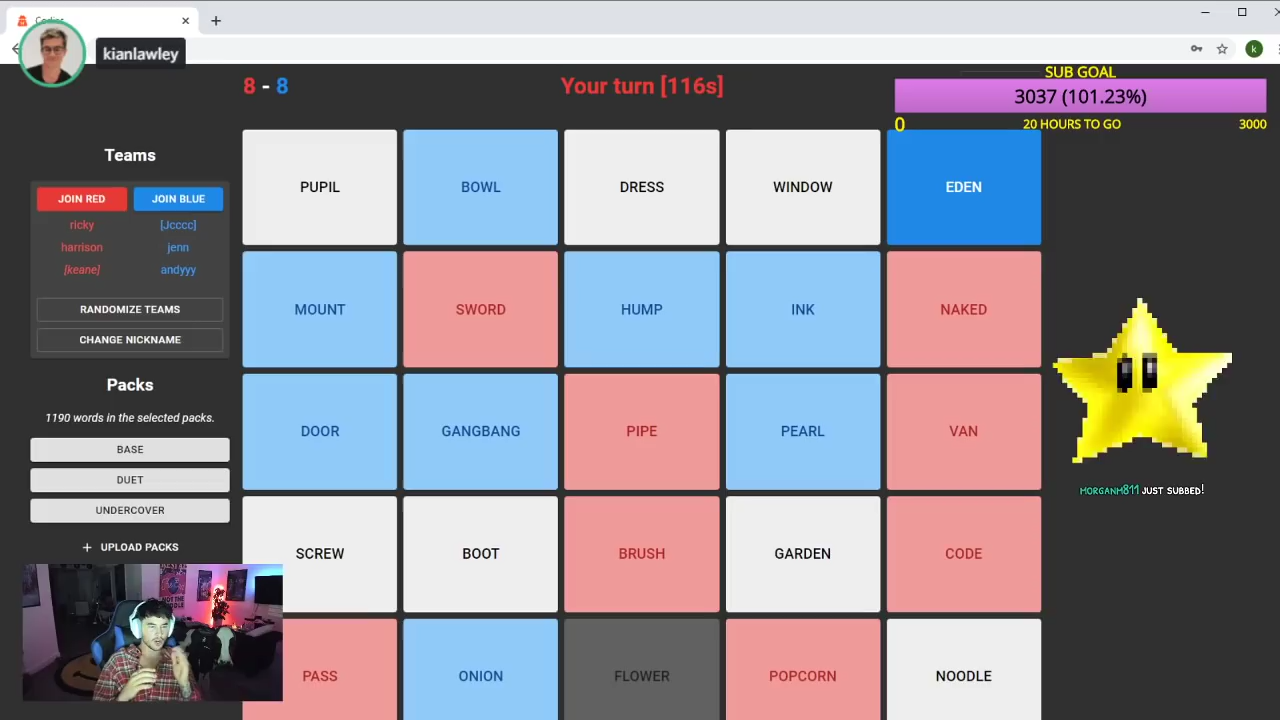 Codies
kianlawley
8 - 8
Your turn [116s]
SUB GOAL
3037 (101.23%)
0
20 HOURS TO GO
3000
Teams
JOIN RED
JOIN BLUE
ricky
[Jcccc]
harrison
jenn
[keane]
andyyy
RANDOMIZE TEAMS
CHANGE NICKNAME
Packs
1190 words in the selected packs.
BASE
DUET
UNDERCOVER
+ UPLOAD PACKS
PUPIL
BOWL
DRESS
WINDOW
EDEN
MOUNT
SWORD
HUMP
INK
NAKED
DOOR
GANGBANG
PIPE
PEARL
VAN
SCREW
BOOT
BRUSH
GARDEN
CODE
PASS
ONION
FLOWER
POPCORN
NOODLE
MORGANM811 JUST SUBBED!
k